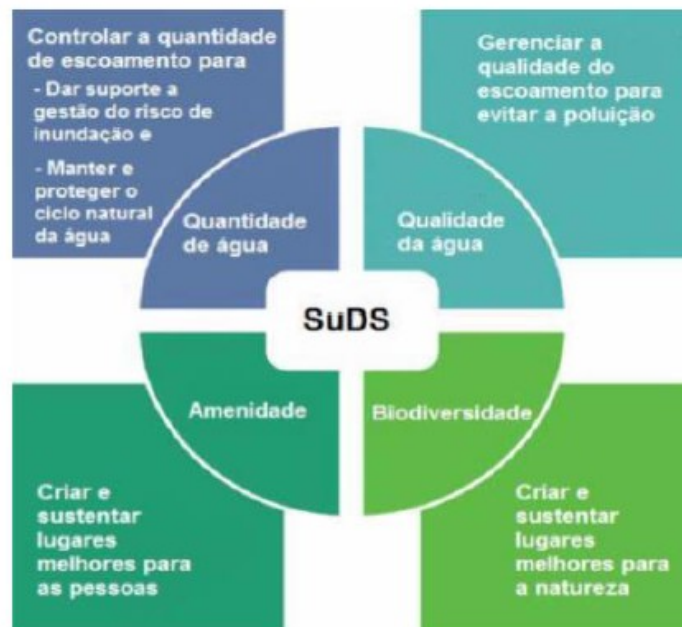 Controlar a quantidade
de escoamento para
- Dar suporte a
gestão do risco de
inundação e
- Manter e
proteger o
ciclo natural
da água
Quantidade
de água
Gerenciar a
qualidade do
escoamento para
evitar a poluição
Qualidade
da água
SuDS
Amenidade
Criar e
sustentar
lugares
melhores para
as pessoas
Biodiversidade
Criar e
sustentar
lugares
melhores para
a natureza